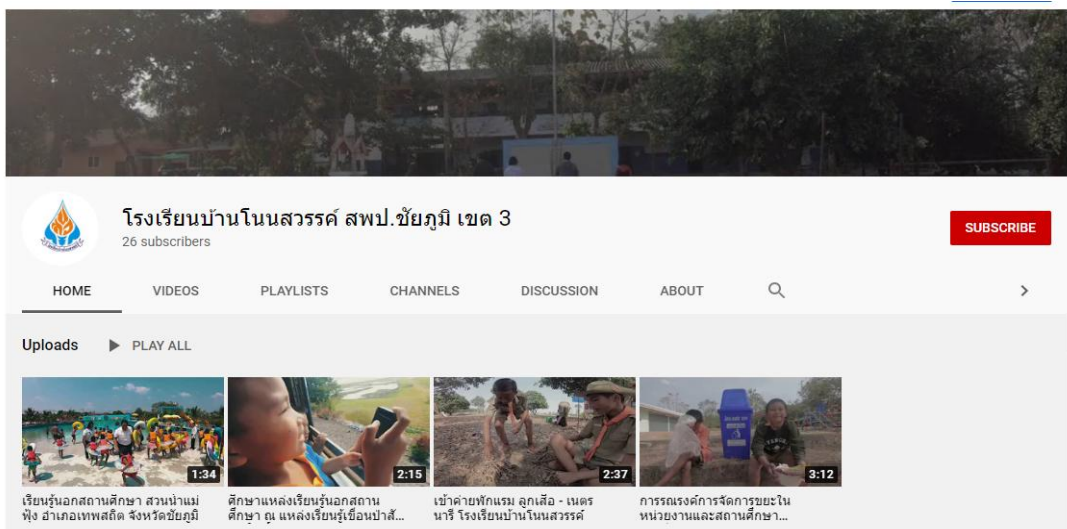 โรงเรียนบ้านโนนสวรรค์ สพป.ชัยภูมิ เขต 3
26 subscribers
SUBSCRIBE
HOME VIDEOS PLAYLISTS CHANNELS DISCUSSION ABOUT
Uploads PLAY ALL
1:34 2:15 2:37 3:12
เรียนรู้นอกสถานศึกษา สวนน้ำแม่
ฟุ้ง อำเภอเทพสถิต จังหวัดชัยภูมิ
ศึกษาแหล่งเรียนรู้นอกสถาน
ศึกษา ณ แหล่งเรียนรู้เขื่อนป่าสั...
เข้าค่ายพักแรม ลูกเสือ - เนตร
นารี โรงเรียนบ้านโนนสวรรค์
การรณรงค์การจัดการขยะใน
หน่วยงานและสถานศึกษา...